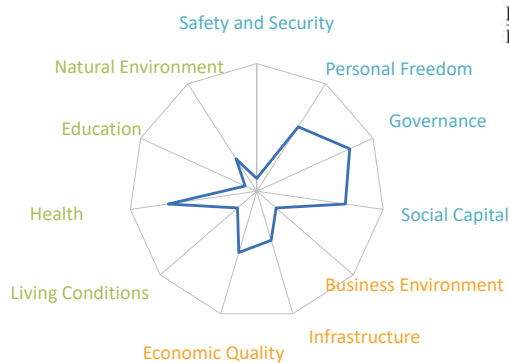 Safety and Security
Natural Environment
Personal Freedom
Education
Governance
Health
Social Capital
Living Conditions
Business Environment
Infrastructure
Economic Quality